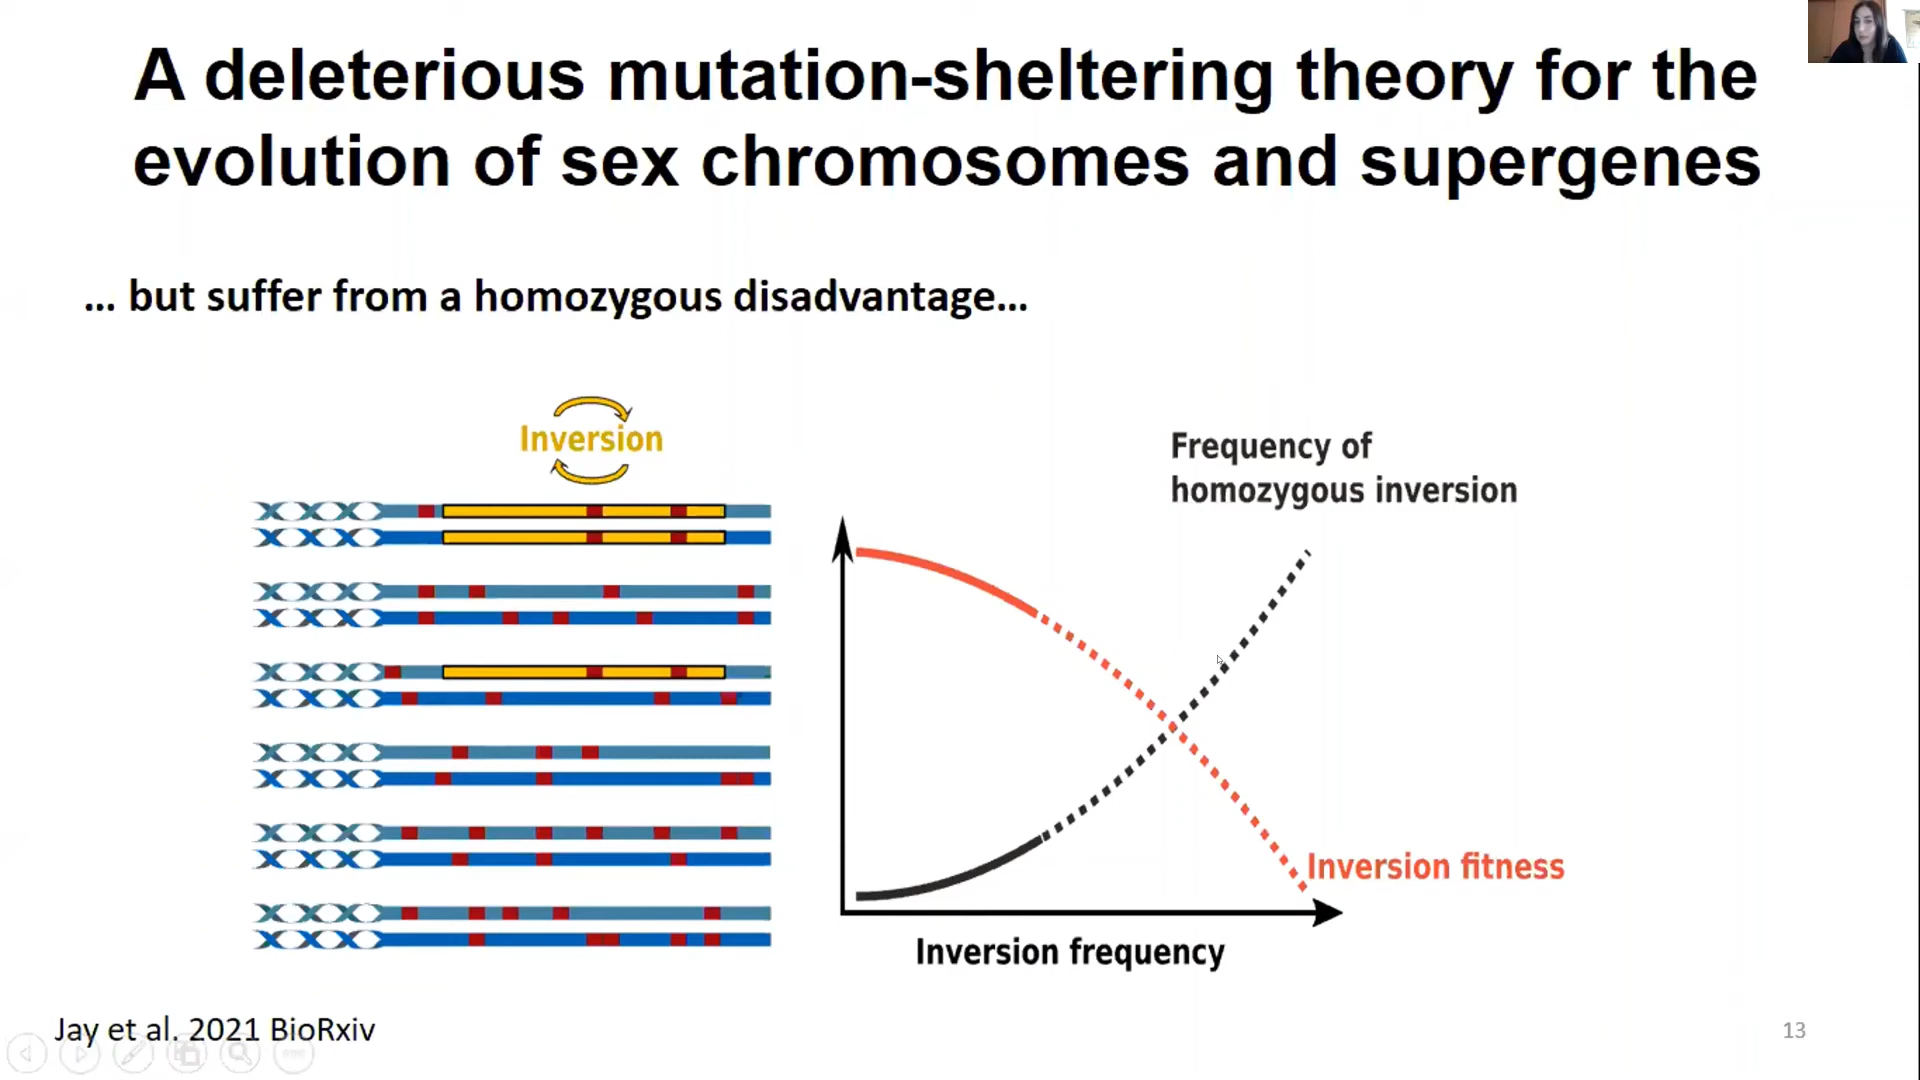 A deleterious mutation-sheltering theory for the
evolution of sex chromosomes and supergenes
... but suffer from a homozygous disadvantage...
Inversion
Frequency of
homozygous inversion
Inversion fitness
Inversion frequency
Jay et al. 2021 BioRxiv
13